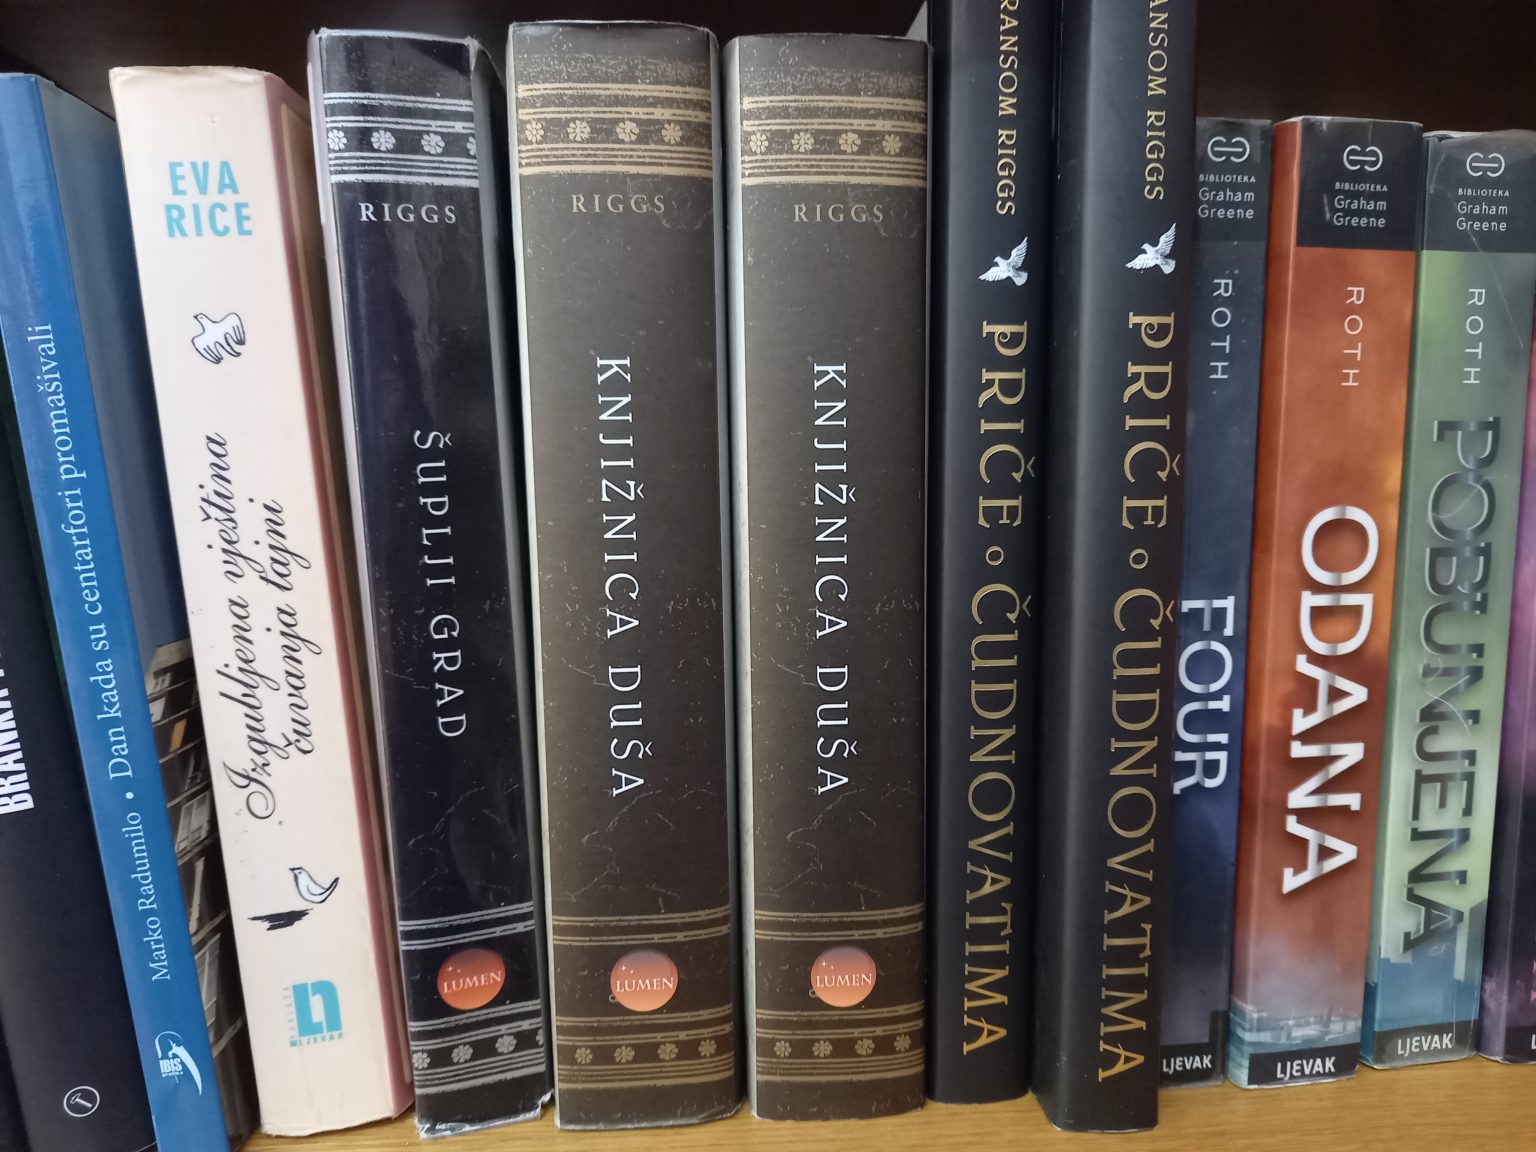 Dan kada su centarfori promašivali
Marko Radumilo
IBIS
EVA
RICE
Izgubljena vještina
čuvanja tajni
NAKLADA
LJEVAK
RIGGS
ŠUPLJI GRAD
LUMEN
RIGGS
KNJIŽNICA DUŠA
LUMEN
RIGGS
KNJIŽNICA DUŠA
LUMEN
RIGGS
PRIČE O ČUDNOVATIMA
RIGGS
PRIČE O ČUDNOVATIMA
BIBLIOTEKA
Graham
Greene
ROTH
FOUR
LJEVAK
BIBLIOTEKA
Graham
Greene
ROTH
ODANA
LJEVAK
BIBLIOTEKA
Graham
Greene
ROTH
POBUNJENA
LJEVAK